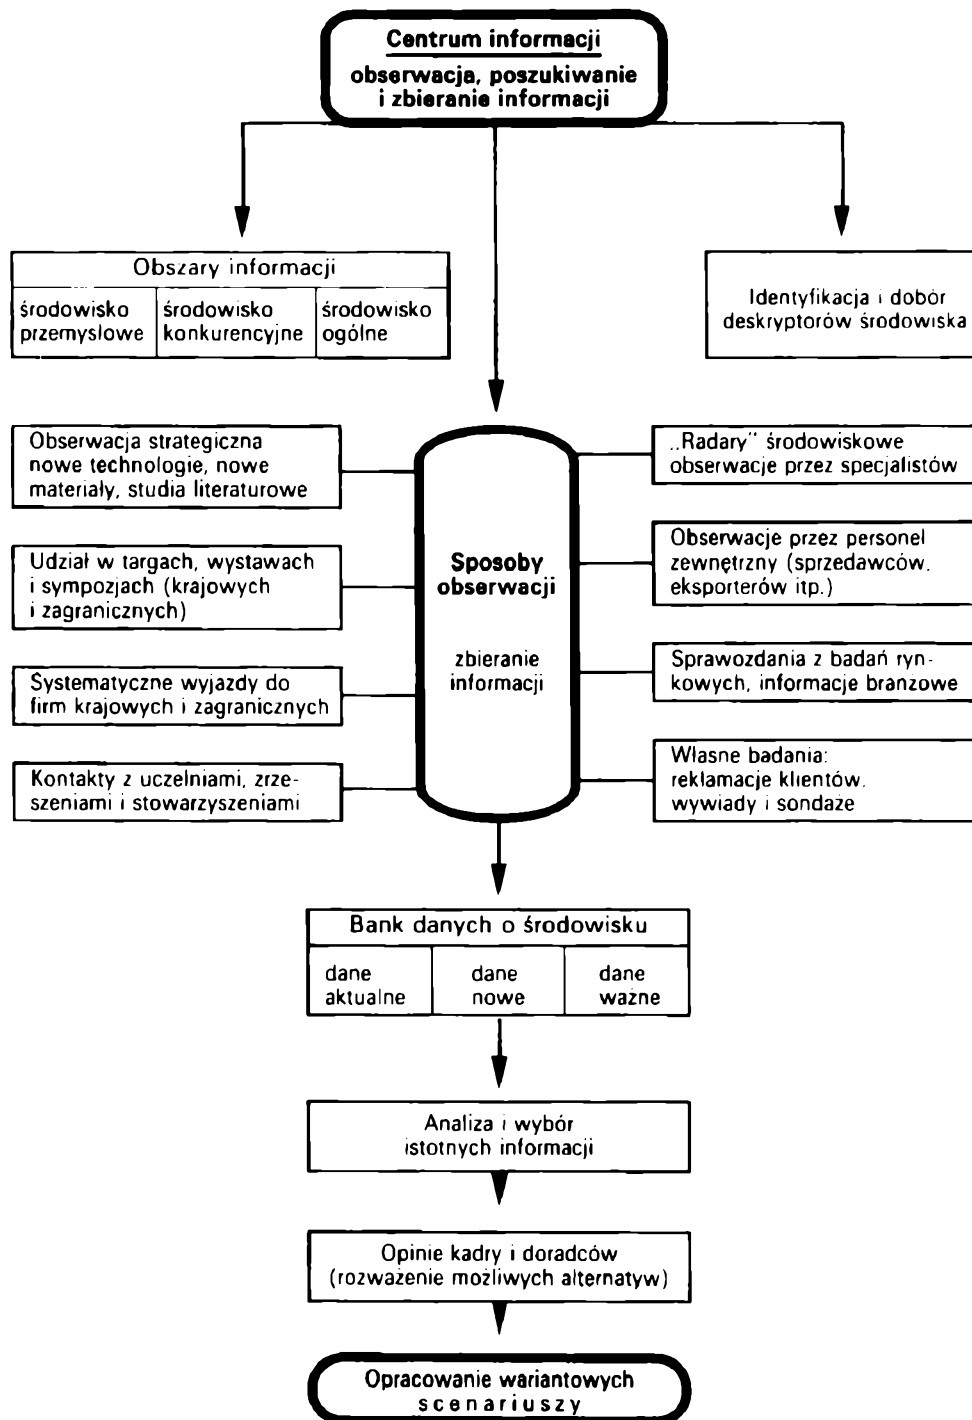 Centrum informacji
obserwacja, poszukiwanie
i zbieranie informacji
Obszary informacji
środowisko
przemysłowe
środowisko
konkurencyjne
środowisko
ogólne
Identyfikacja i dobór
deskryptorów środowiska
Obserwacja strategiczna
nowe technologie, nowe
materiały, studia literaturowe
Udział w targach, wystawach
i sympozjach (krajowych
i zagranicznych)
Systematyczne wyjazdy do
firm krajowych i zagranicznych
Kontakty z uczelniami, zrze-
szeniami i stowarzyszeniami
Sposoby
obserwacji
zbieranie
informacji
„Radary” środowiskowe
obserwacje przez specjalistów
Obserwacje przez personel
zewnętrzny (sprzedawców,
eksporterów itp.)
Sprawozdania z badań ryn-
kowych, informacje branżowe
Własne badania:
reklamacje klientów,
wywiady i sondaże
Bank danych o środowisku
dane
aktualne
dane
nowe
dane
ważne
Analiza i wybór
istotnych informacji
Opinie kadry i doradców
(rozważenie możliwych alternatyw)
Opracowanie wariantowych
scenariuszy